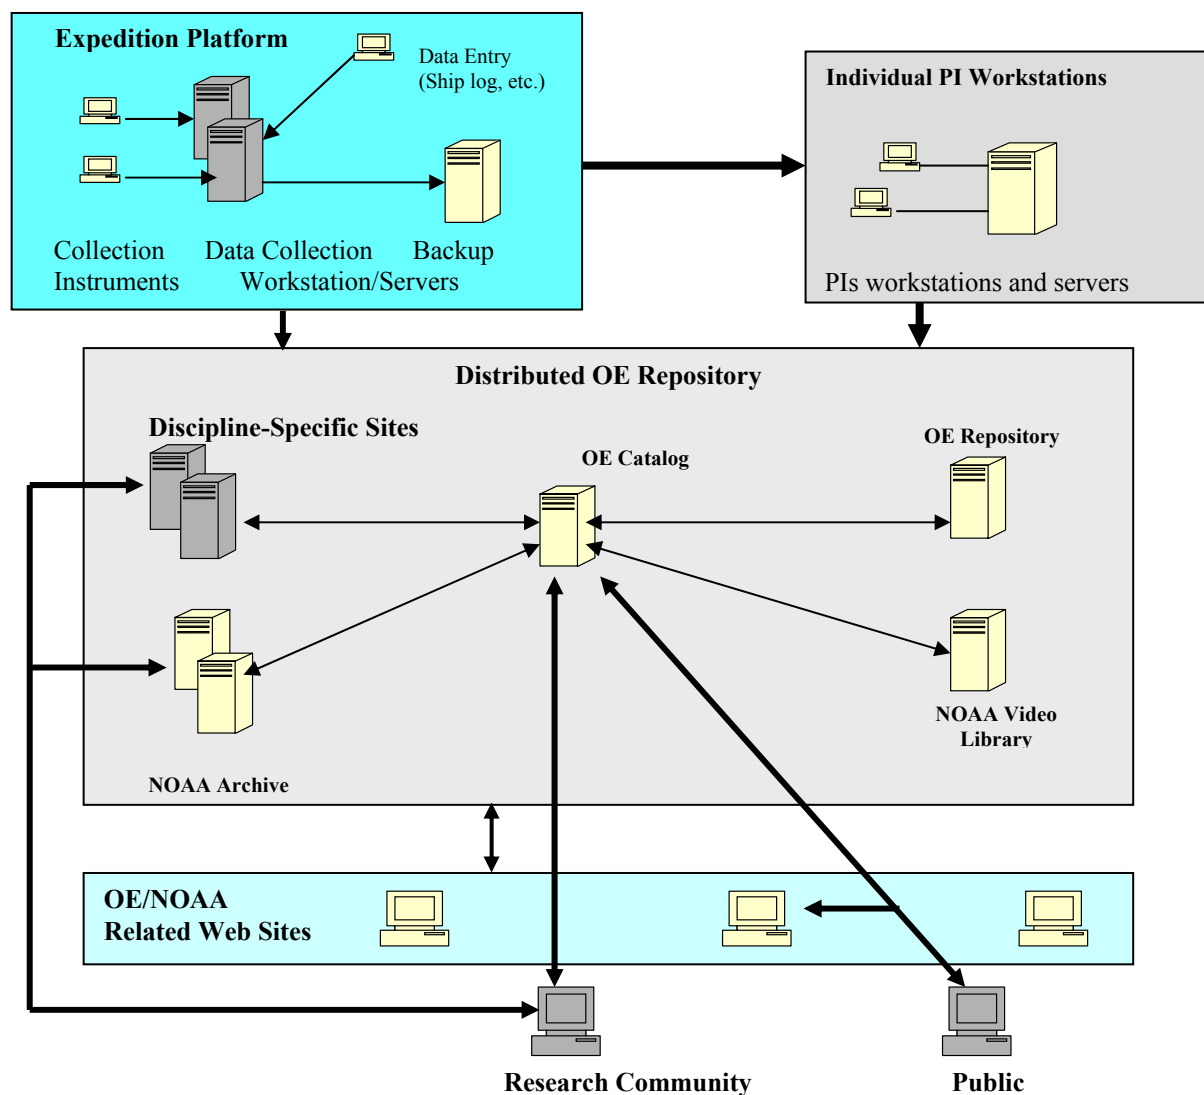 Expedition Platform
Data Entry
(Ship log, etc.)
Collection
Instruments
Data Collection
Workstation/Servers
Backup
Individual PI Workstations
PIs workstations and servers
Distributed OE Repository
Discipline-Specific Sites
OE Catalog
OE Repository
NOAA Archive
NOAA Video
Library
OE/NOAA
Related Web Sites
Research Community
Public